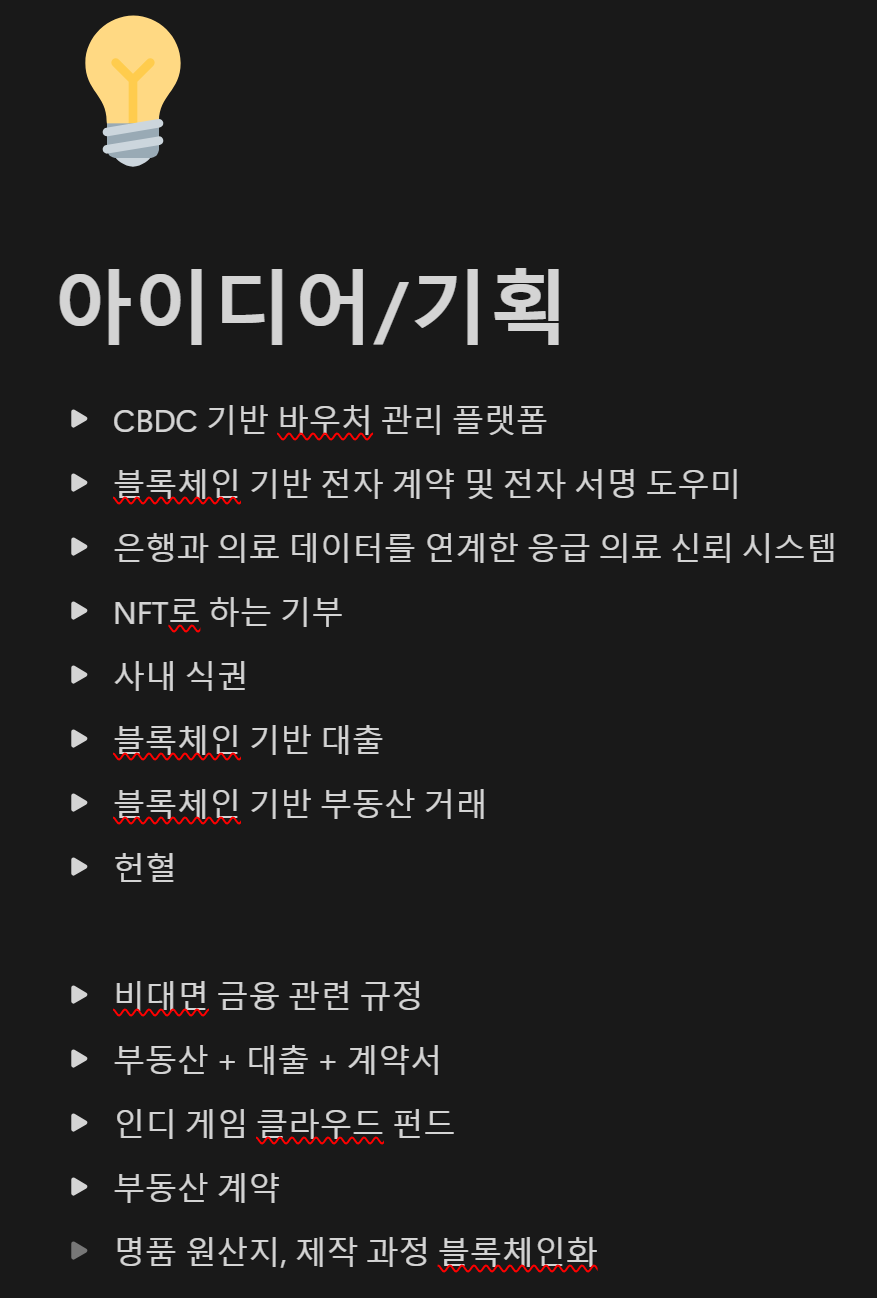 아이디어/기획
CBDC 기반 바우처 관리 플랫폼
블록체인 기반 전자 계약 및 전자 서명 도우미
은행과 의료 데이터를 연계한 응급 의료 신뢰 시스템
NFT로 하는 기부
사내 식권
블록체인 기반 대출
블록체인 기반 부동산 거래
헌혈
비대면 금융 관련 규정
부동산 + 대출 + 계약서
인디 게임 클라우드 펀드
부동산 계약
명품 원산지, 제작 과정 블록체인화